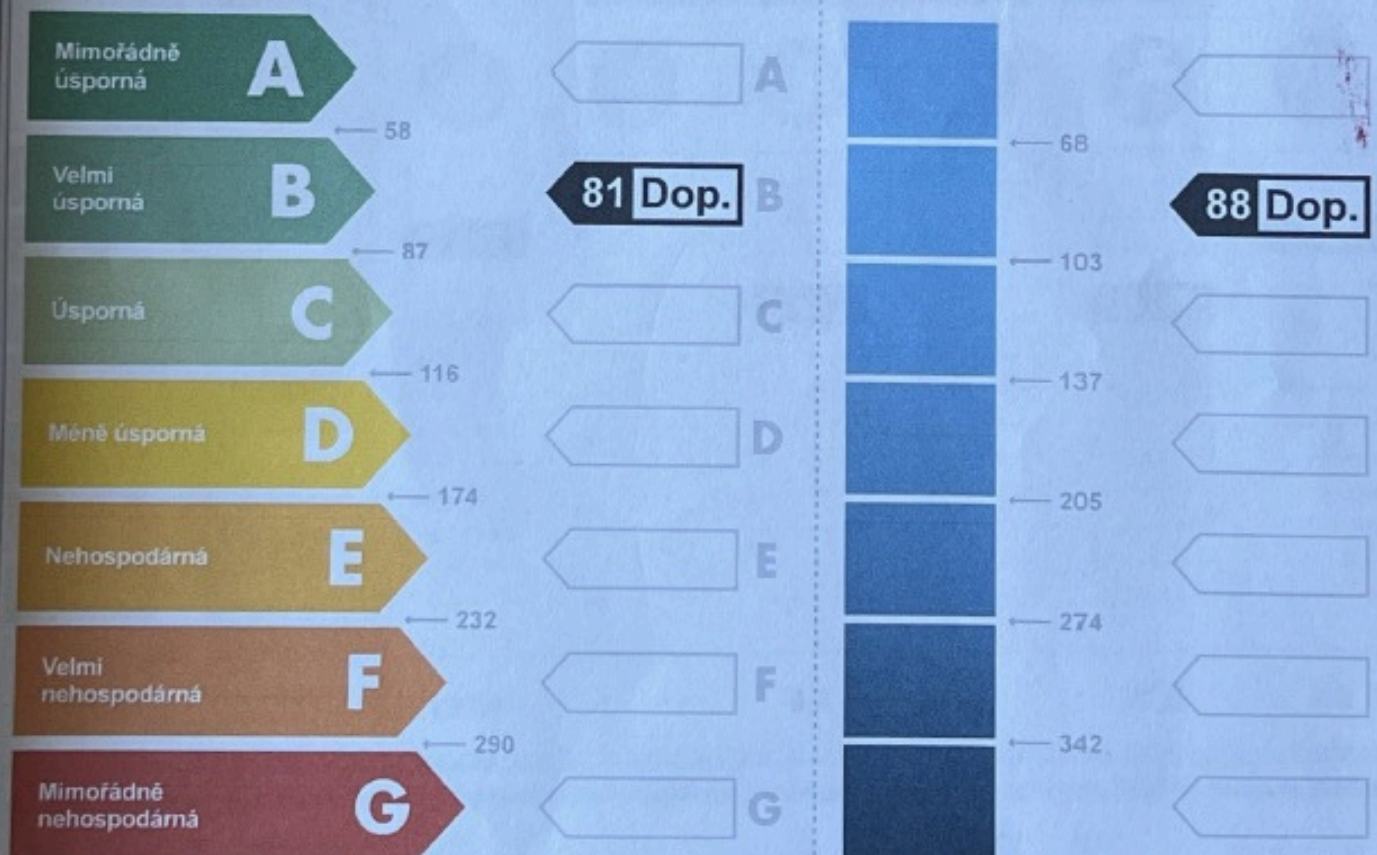 Mimořádně
úsporná
A
A
58
68
Velmi
úsporná
B
81 Dop.
B
88 Dop.
87
103
Úsporná
C
C
116
137
Méně úsporná
D
D
174
205
Nehospodárná
E
E
232
274
Velmi
nehospodárná
F
F
290
342
Mimořádně
nehospodárná
G
G